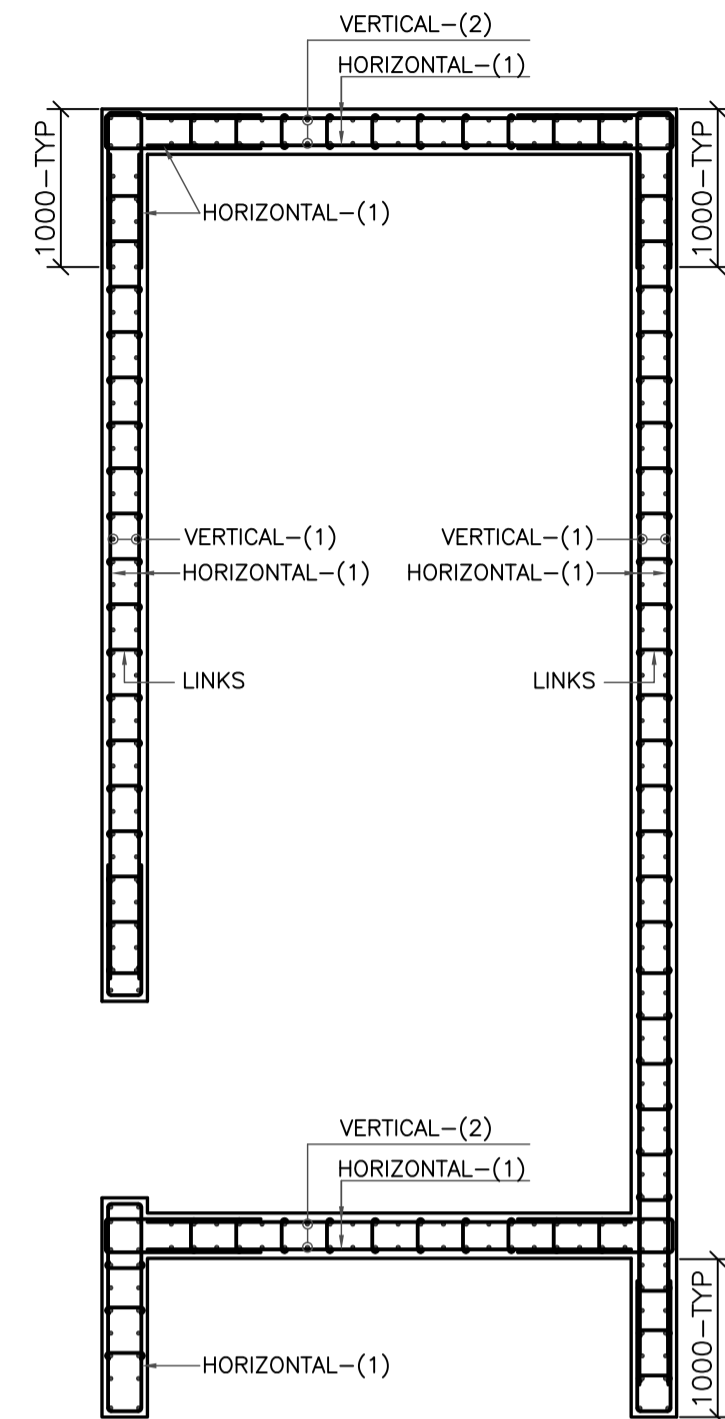 VERTICAL-(2)
HORIZONTAL-(1)
1000-TYP
1000-TYP
HORIZONTAL-(1)
VERTICAL-(1)
VERTICAL-(1)
HORIZONTAL-(1)
HORIZONTAL-(1)
LINKS
LINKS
VERTICAL-(2)
HORIZONTAL-(1)
1000-TYP
HORIZONTAL-(1)